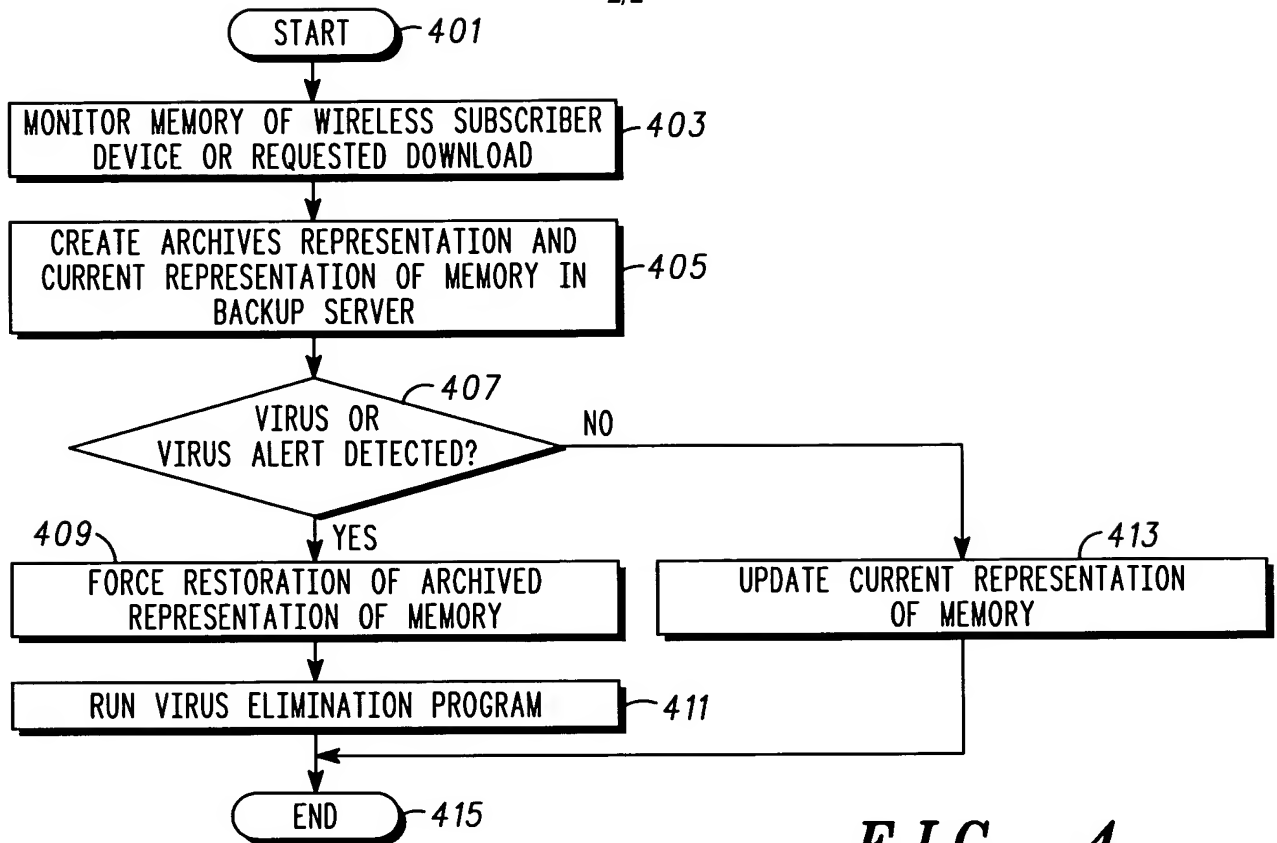 START 401
MONITOR MEMORY OF WIRELESS SUBSCRIBER
DEVICE OR REQUESTED DOWNLOAD
403
CREATE ARCHIVES REPRESENTATION AND
CURRENT REPRESENTATION OF MEMORY IN
BACKUP SERVER
405
407
VIRUS OR
VIRUS ALERT DETECTED?
NO
YES
409
FORCE RESTORATION OF ARCHIVED
REPRESENTATION OF MEMORY
413
UPDATE CURRENT REPRESENTATION
OF MEMORY
RUN VIRUS ELIMINATION PROGRAM 411
END 415
FIG. 4